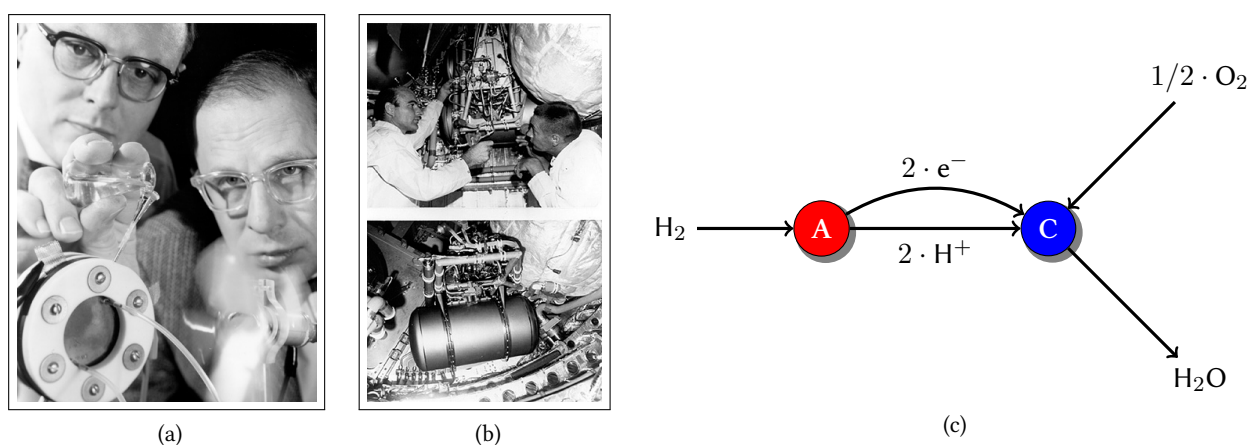 1/2 · O₂
2 · e⁻
H₂
A
C
2 · H⁺
H₂O
(a)
(b)
(c)